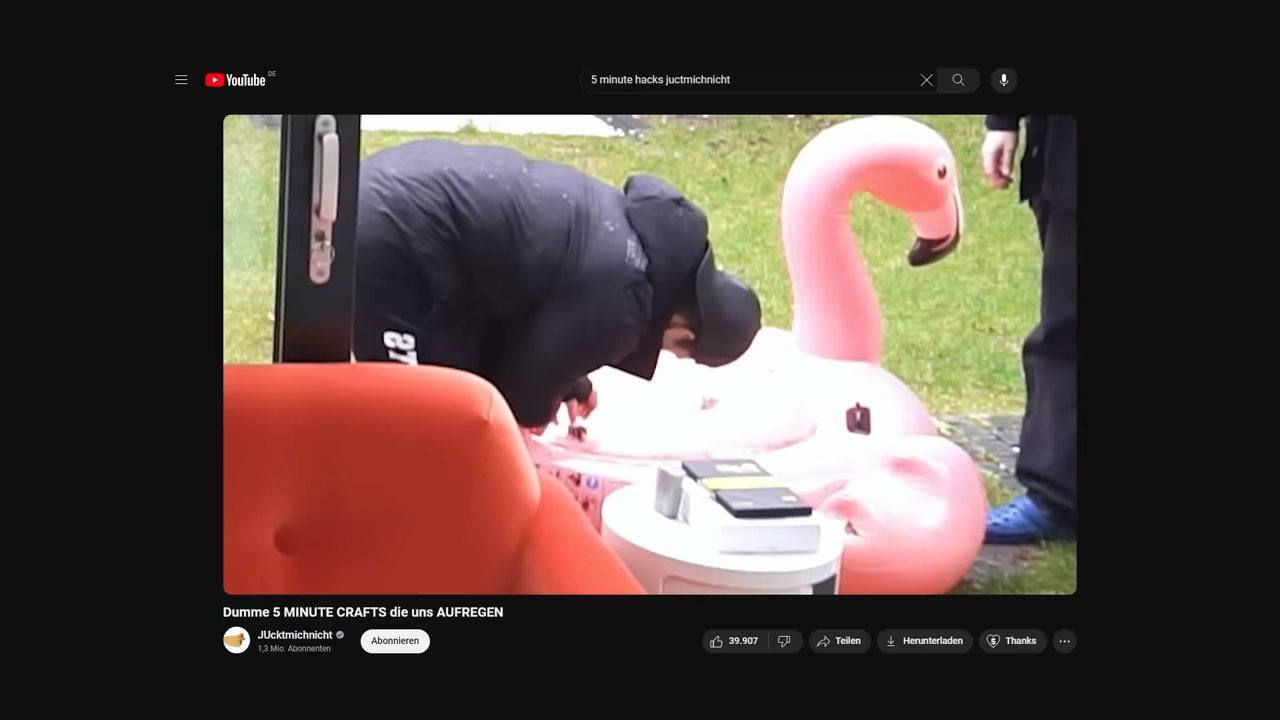 YouTube DE
5 minute hacks juctmichnicht
Dumme 5 MINUTE CRAFTS die uns AUFREGEN
JUcktmichnicht
1,3 Mio. Abonnenten
Abonnieren
39.907
Teilen
Herunterladen
Thanks